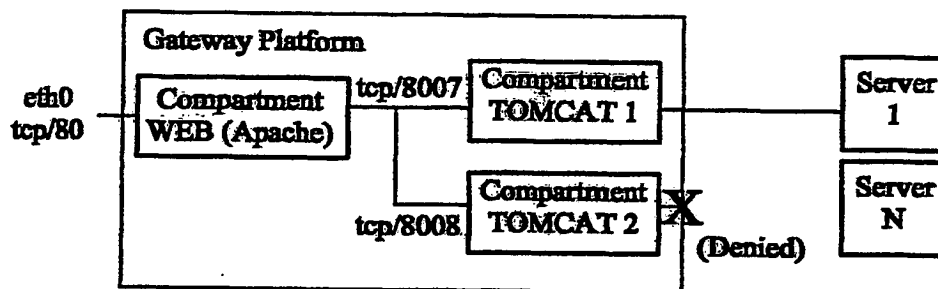 Gateway Platform
eth0
tcp/80
Compartment
WEB (Apache)
tcp/8007
Compartment
TOMCAT 1
Server
1
tcp/8008
Compartment
TOMCAT 2
X
(Denied)
Server
N